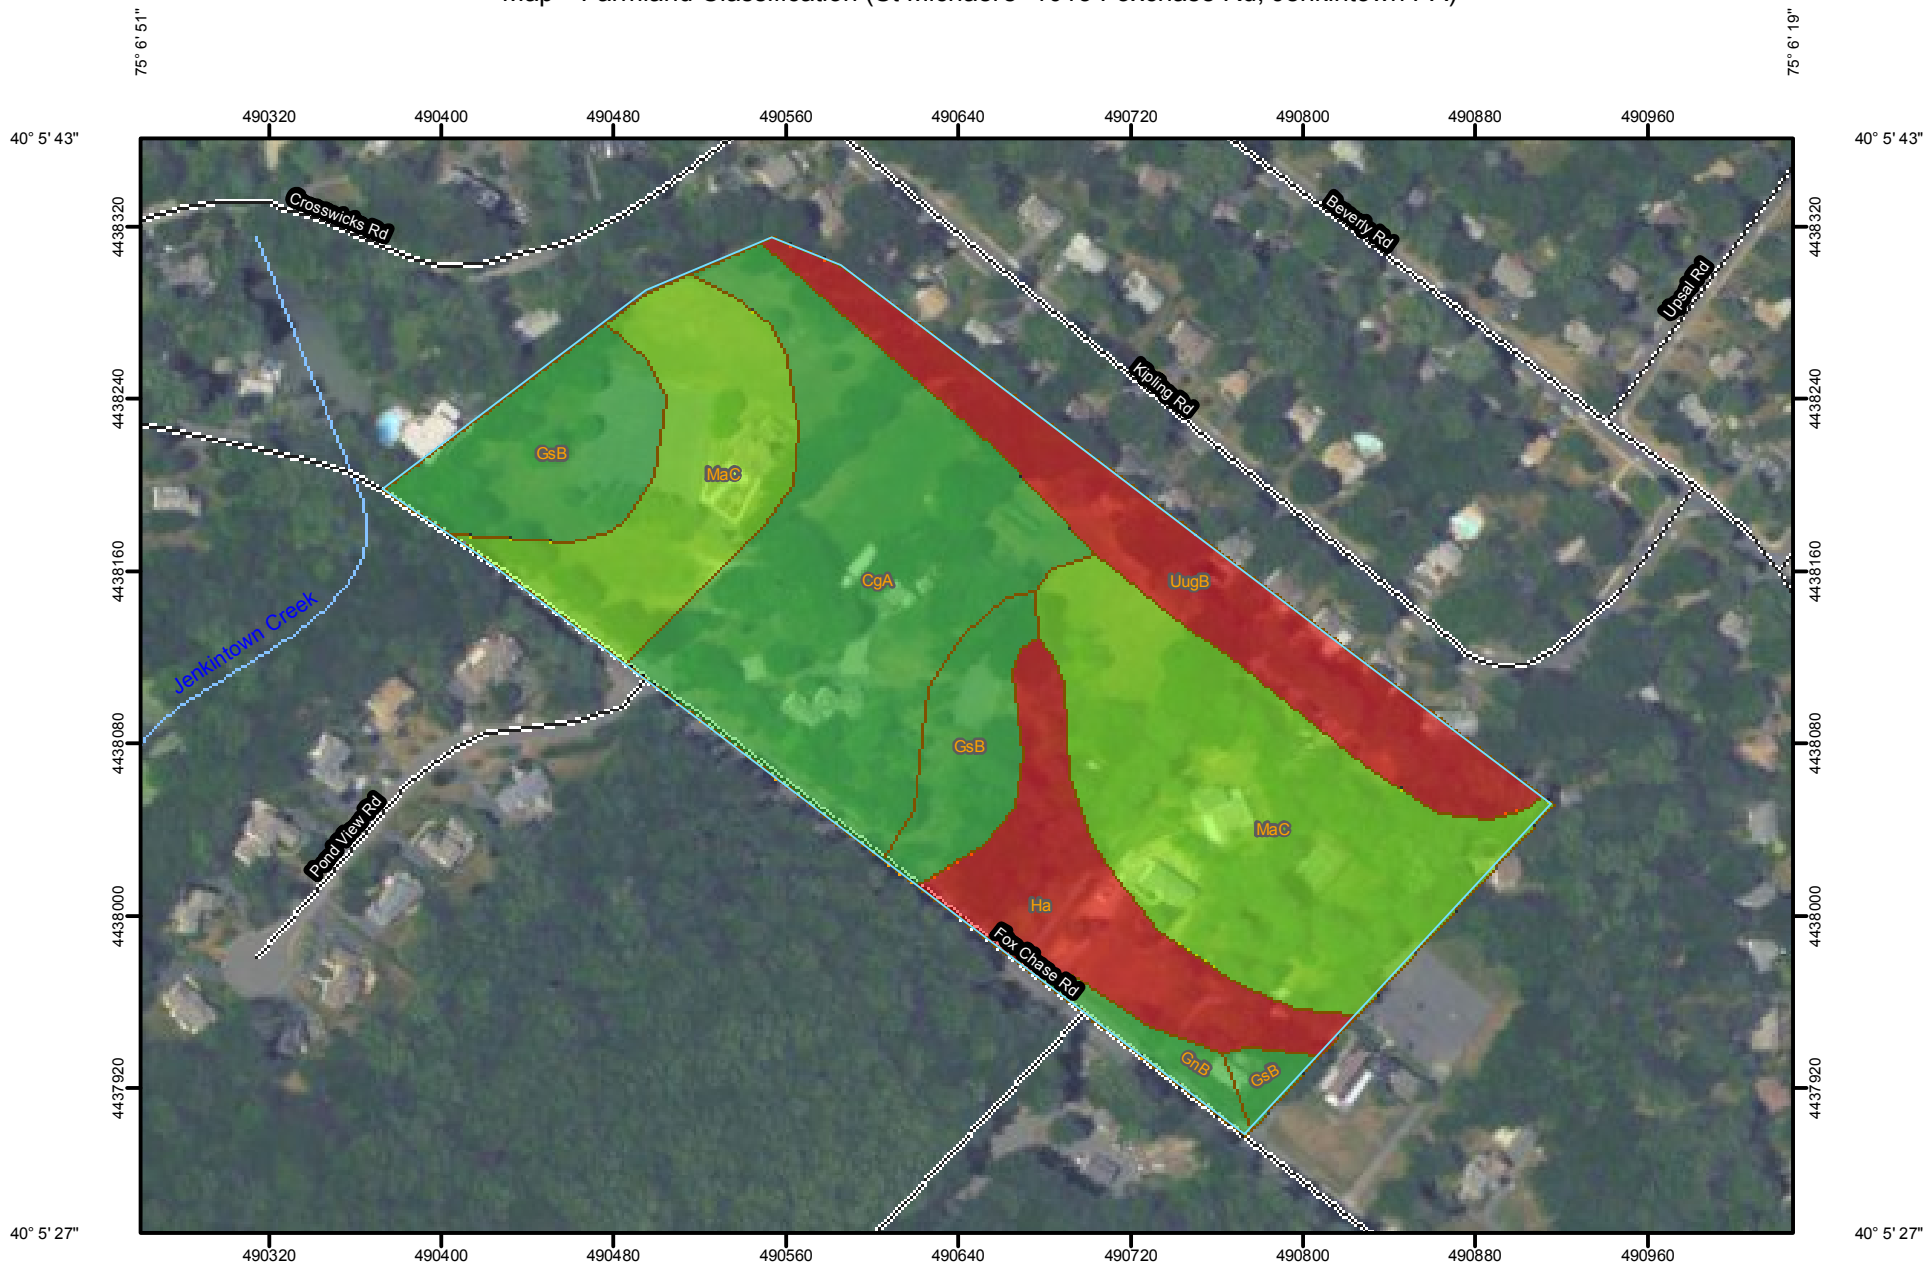 75° 6' 51"
75° 6' 19"
490320 490400 490480 490560 490640 490720 490800 490880 490960
40° 5' 43"
40° 5' 43"
4438320
4438320
Crosswicks Rd
Beverly Rd
Upsal Rd
4438240
4438240
Kipling Rd
GsB
MaC
4438160
4438160
CgA
UugB
Jenkintown Creek
4438080
4438080
GsB
Pond View Rd
MaC
4438000
4438000
Ha
Fox Chase Rd
4437920
4437920
GnB
GsB
40° 5' 27"
40° 5' 27"
490320 490400 490480 490560 490640 490720 490800 490880 490960